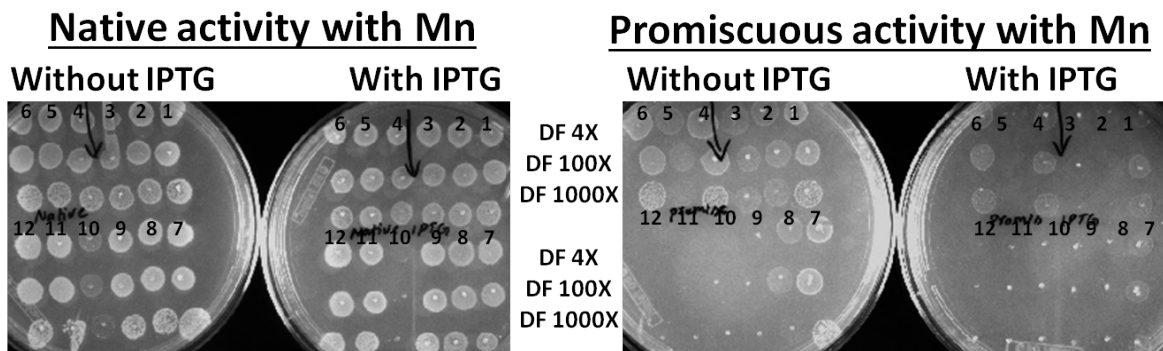 Native activity with Mn
Promiscuous activity with Mn
Without IPTG
With IPTG
Without IPTG
With IPTG
6 5 4 3 2 1
6 5 4 3 2 1
DF 4X
DF 100X
DF 1000X
6 5 4 3 2 1
6 5 4 3 2 1
Native
12 11 10 9 8 7
Native IPTG
12 11 10 9 8 7
DF 4X
DF 100X
DF 1000X
12 11 10 9 8 7
IPTG
12 11 10 9 8 7